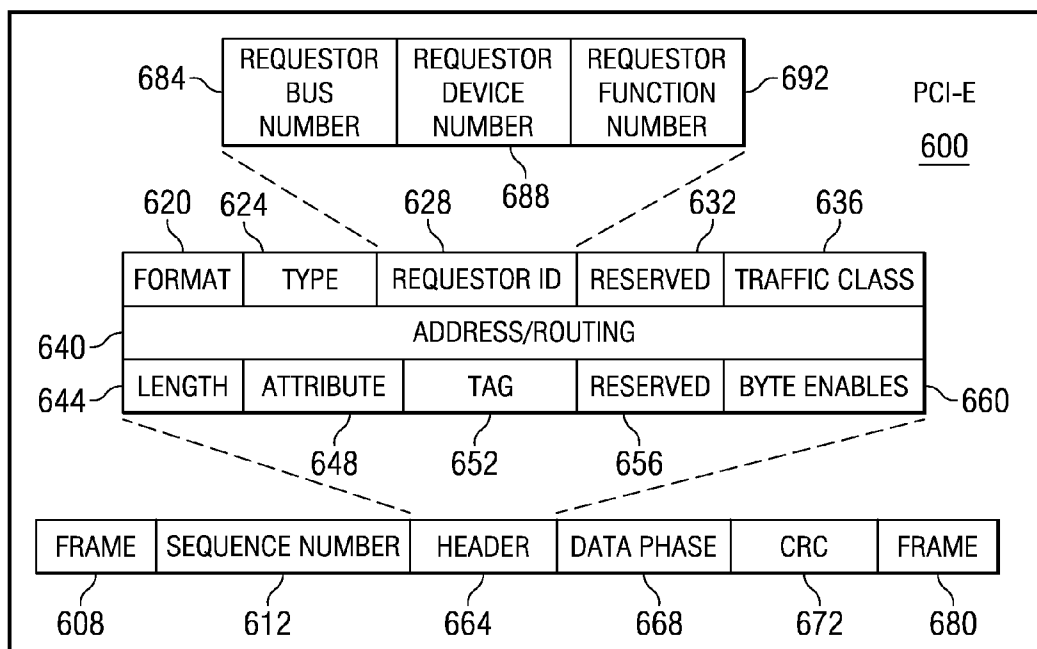 REQUESTOR BUS NUMBER
REQUESTOR DEVICE NUMBER
REQUESTOR FUNCTION NUMBER
684
692
688
PCI-E
600
620
624
628
632
636
FORMAT
TYPE
REQUESTOR ID
RESERVED
TRAFFIC CLASS
640
ADDRESS/ROUTING
644
LENGTH
ATTRIBUTE
TAG
RESERVED
BYTE ENABLES
660
648
652
656
FRAME
SEQUENCE NUMBER
HEADER
DATA PHASE
CRC
FRAME
608
612
664
668
672
680